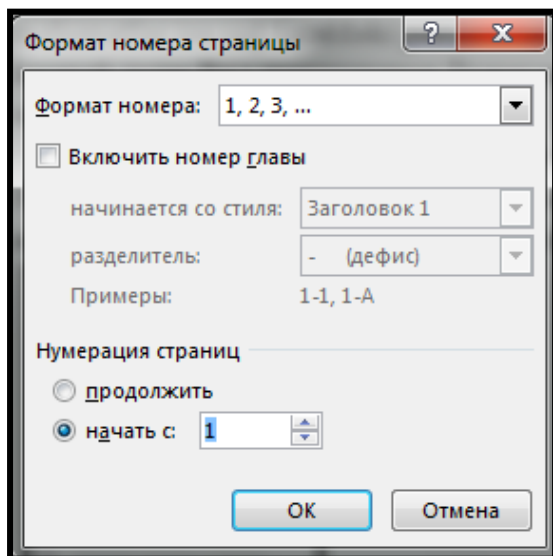 Формат номера страницы
Формат номера: 1, 2, 3, ...
Включить номер главы
начинается со стиля: Заголовок 1
разделитель: - (дефис)
Примеры: 1-1, 1-A
Нумерация страниц
продолжить
начать с: 1
ОК Отмена